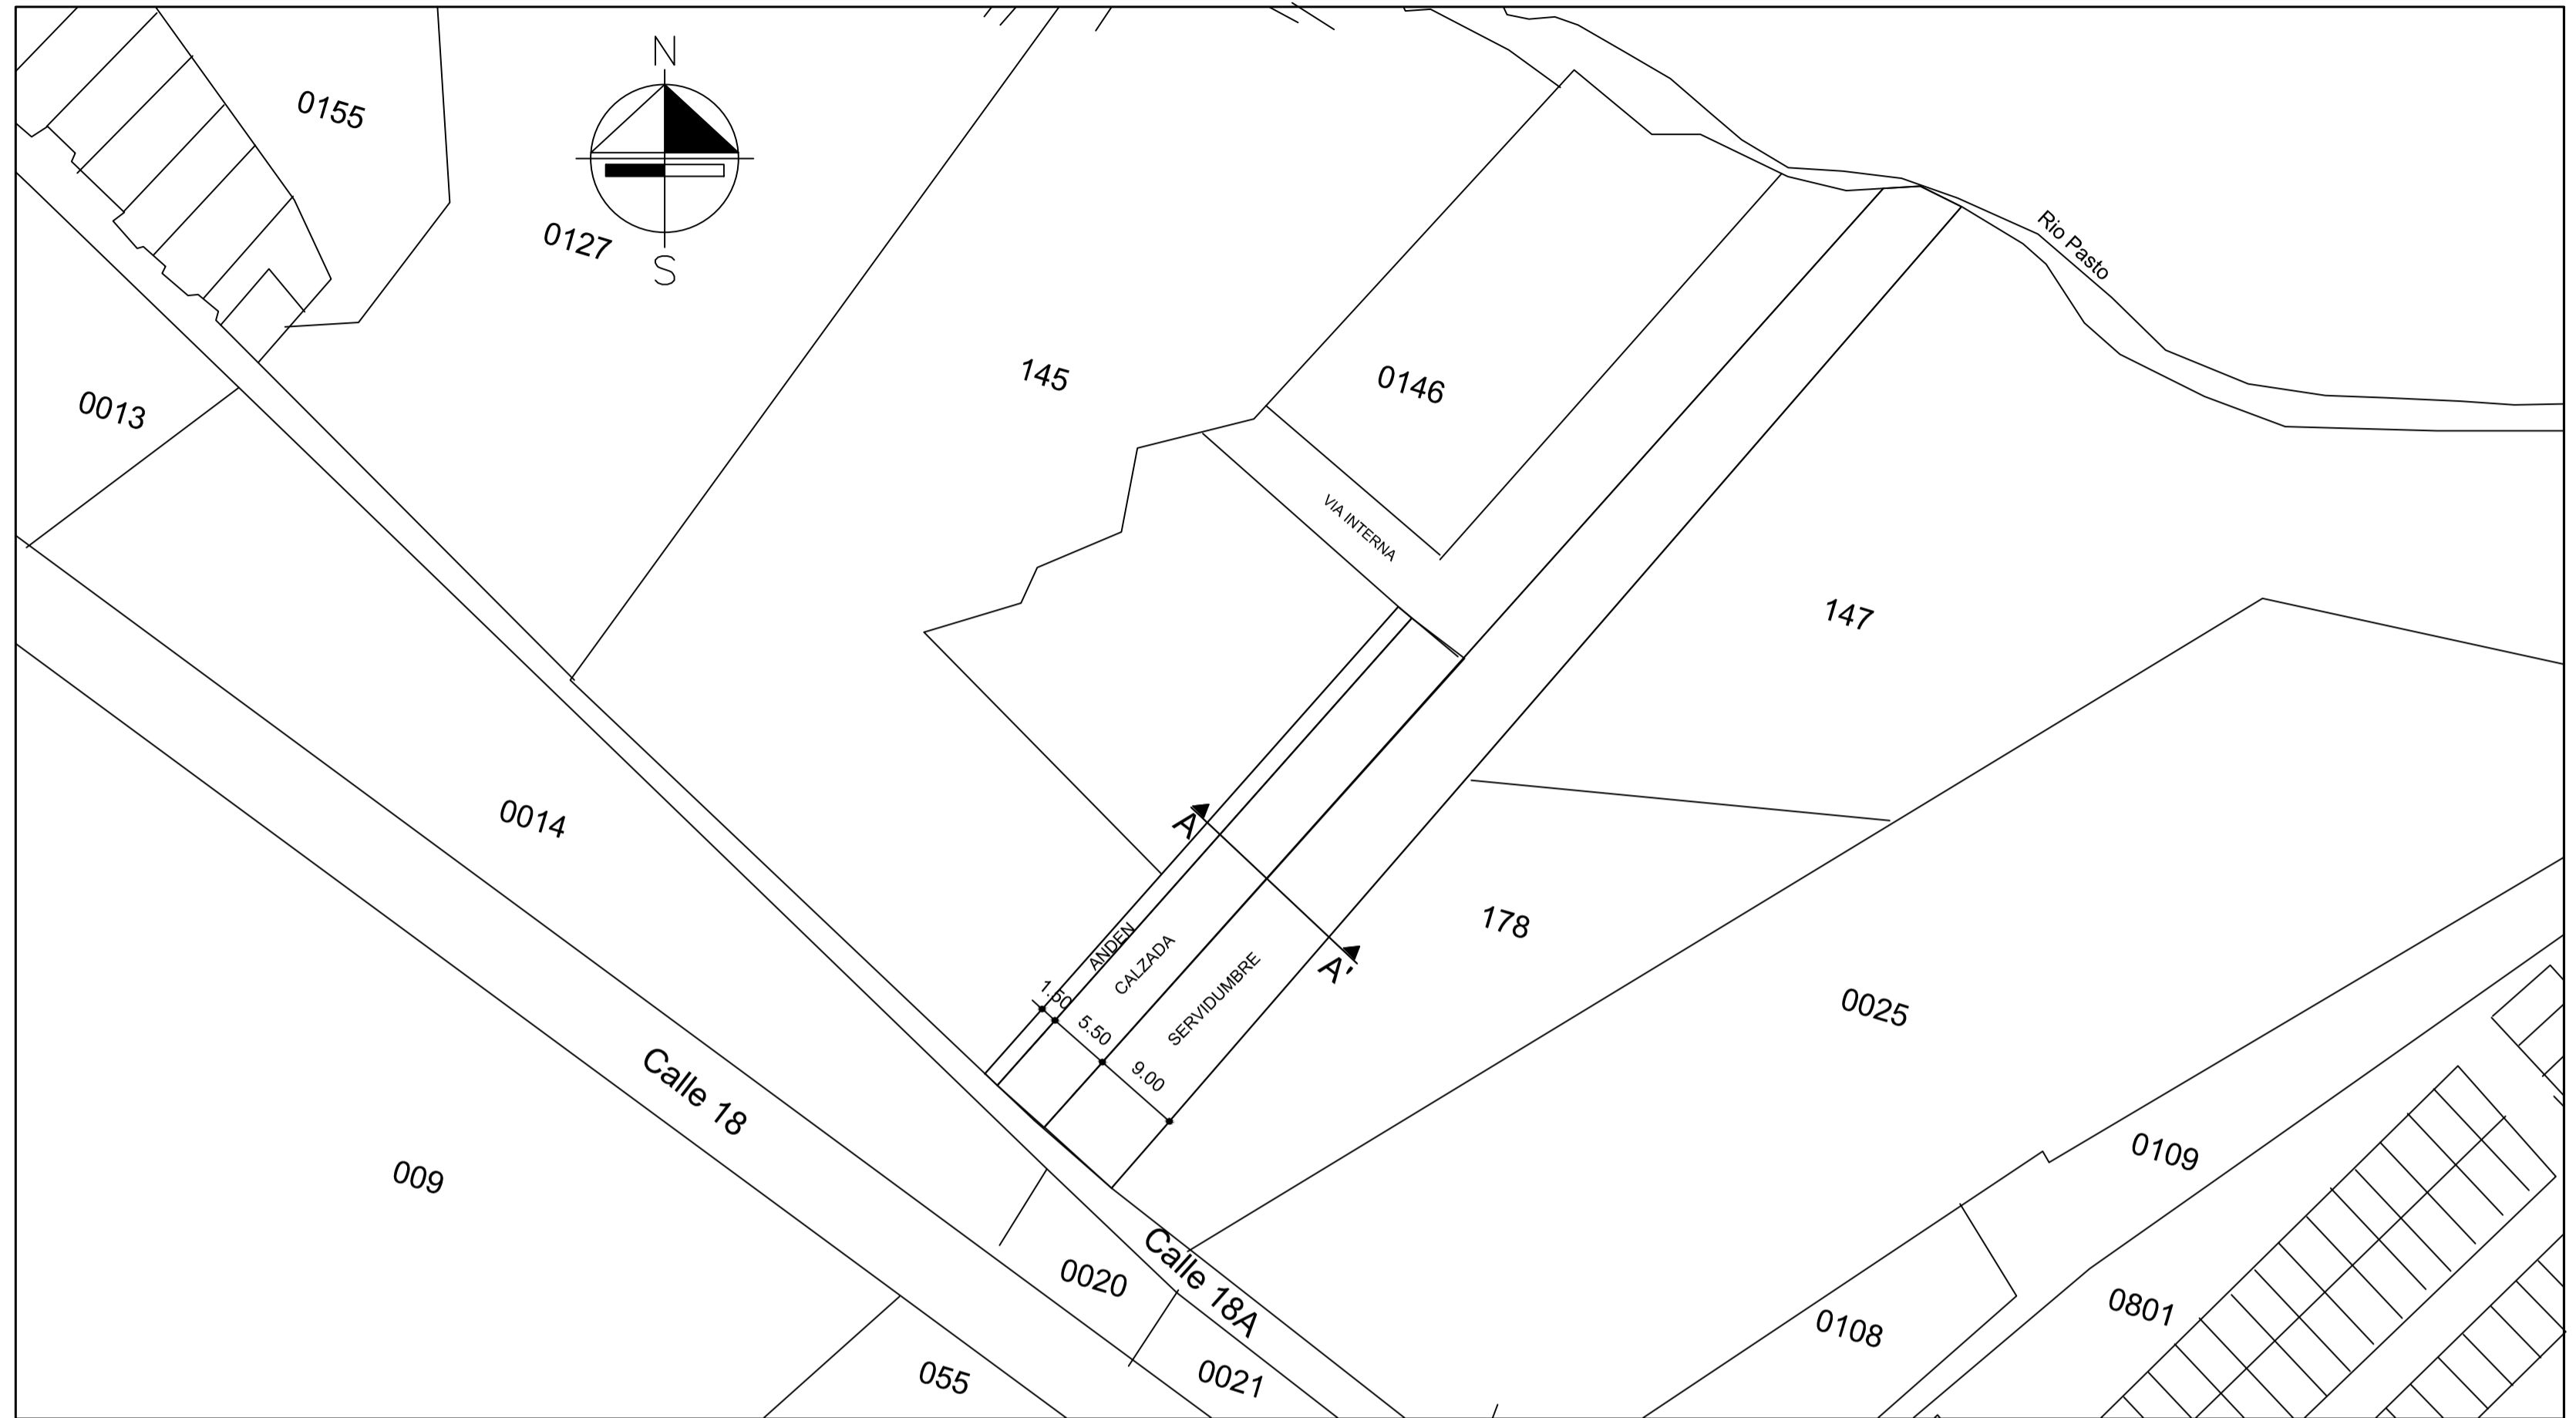 N
0155
Rio Pasto
0127
S
145
0146
0013
VIA INTERNA
147
0014
A
178
ANDEN
CALZADA
A'
SERVIDUMBRE
1.50
5.50
0025
9.00
Calle 18
0109
009
Calle 18A
0020
0801
0108
055
0021